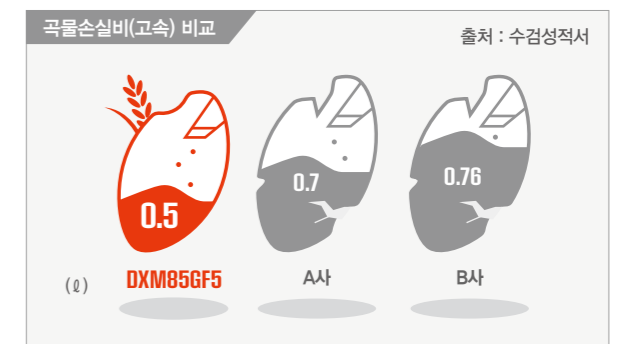 곡물손실비(고속) 비교
출처 : 수검성적서
0.5
0.7
0.76
(ℓ)
DXM85GF5
A사
B사